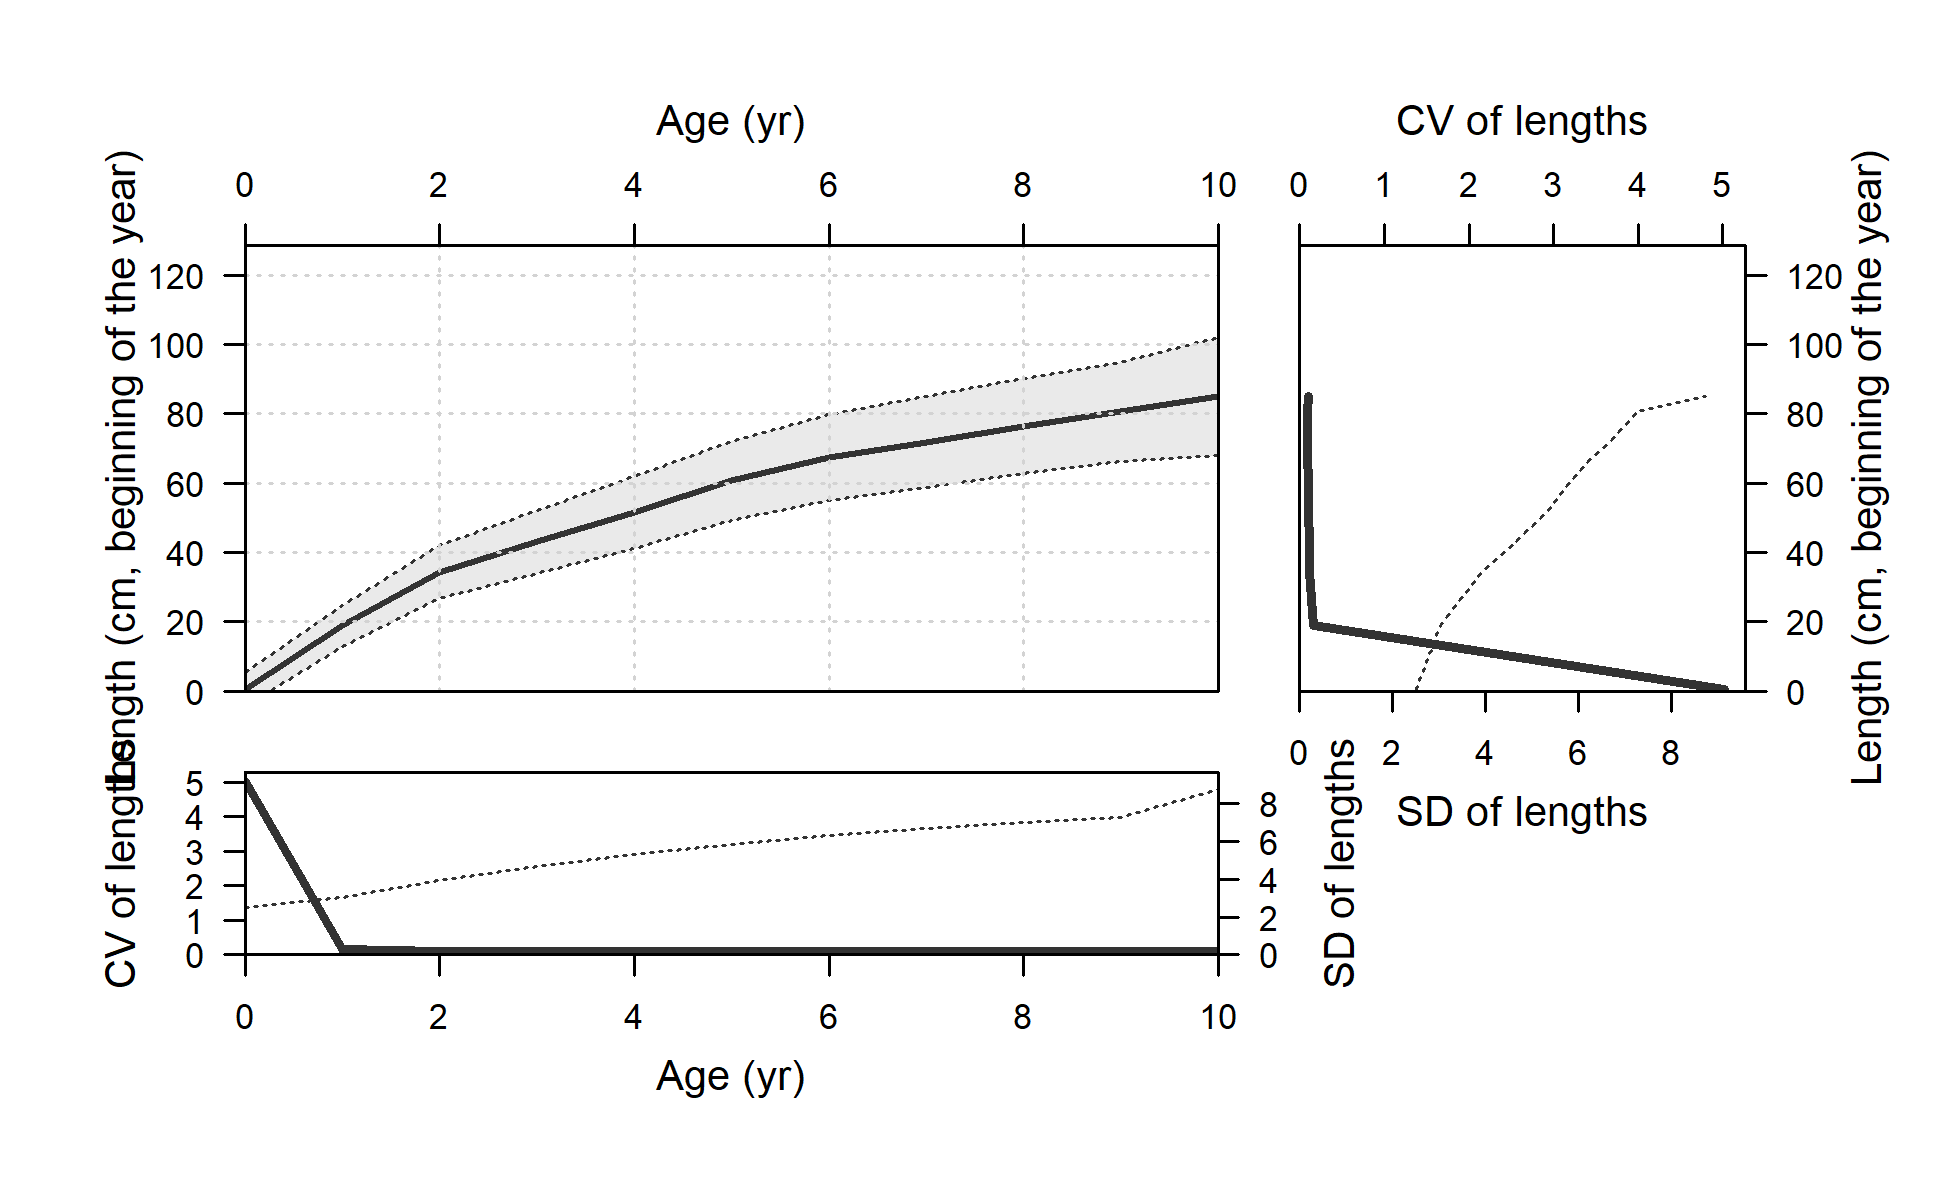 Age (yr)
0 2 4 6 8 10
Length (cm, beginning of the year)
120
100
80
60
40
20
0
CV of lengths
0 1 2 3 4 5
Length (cm, beginning of the year)
120
100
80
60
40
20
0
0 2 4 6 8
SD of lengths
CV of lengths
5
4
3
2
1
0
SD of lengths
8
6
4
2
0
0 2 4 6 8 10
Age (yr)